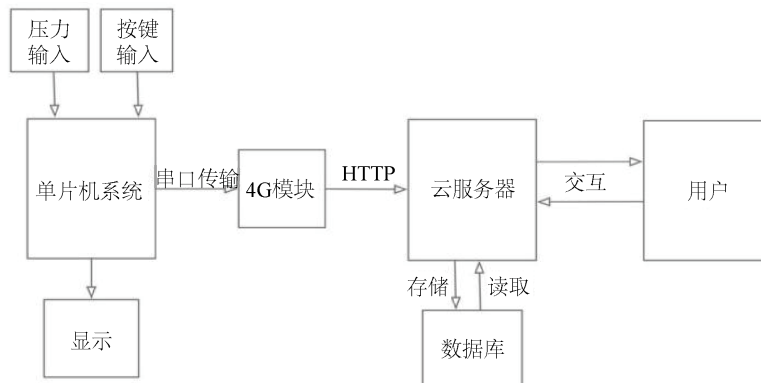 压力
输入
按键
输入
单片机系统
串口传输
4G模块
HTTP
云服务器
交互
用户
存储
读取
显示
数据库